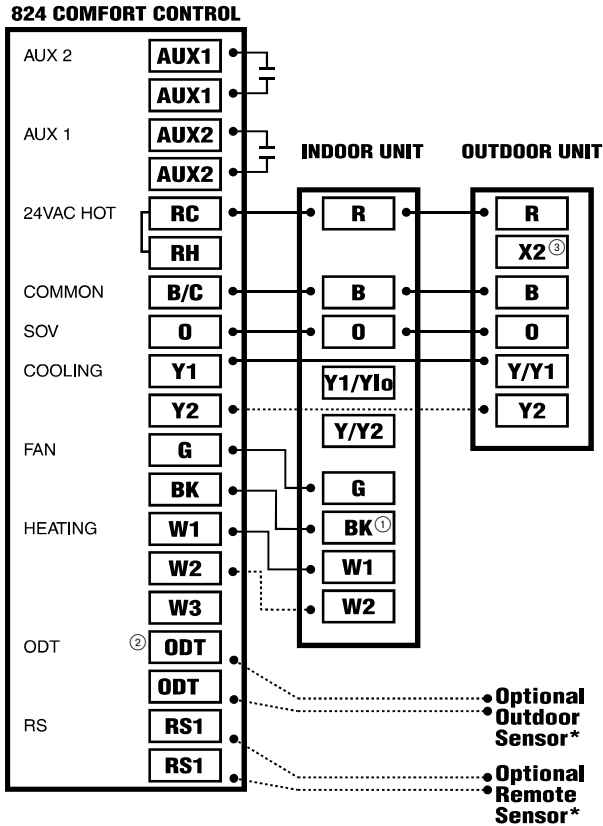 824 COMFORT CONTROL
AUX 2
AUX1
AUX1
AUX 1
AUX2
AUX2
24VAC HOT
RC
RH
COMMON
B/C
SOV
O
COOLING
Y1
Y2
FAN
G
BK
HEATING
W1
W2
W3
ODT
② ODT
ODT
RS
RS1
RS1
INDOOR UNIT
R
B
O
Y1/Ylo
Y/Y2
G
BK①
W1
W2
OUTDOOR UNIT
R
X2③
B
O
Y/Y1
Y2
Optional
Outdoor
Sensor*
Optional
Remote
Sensor*